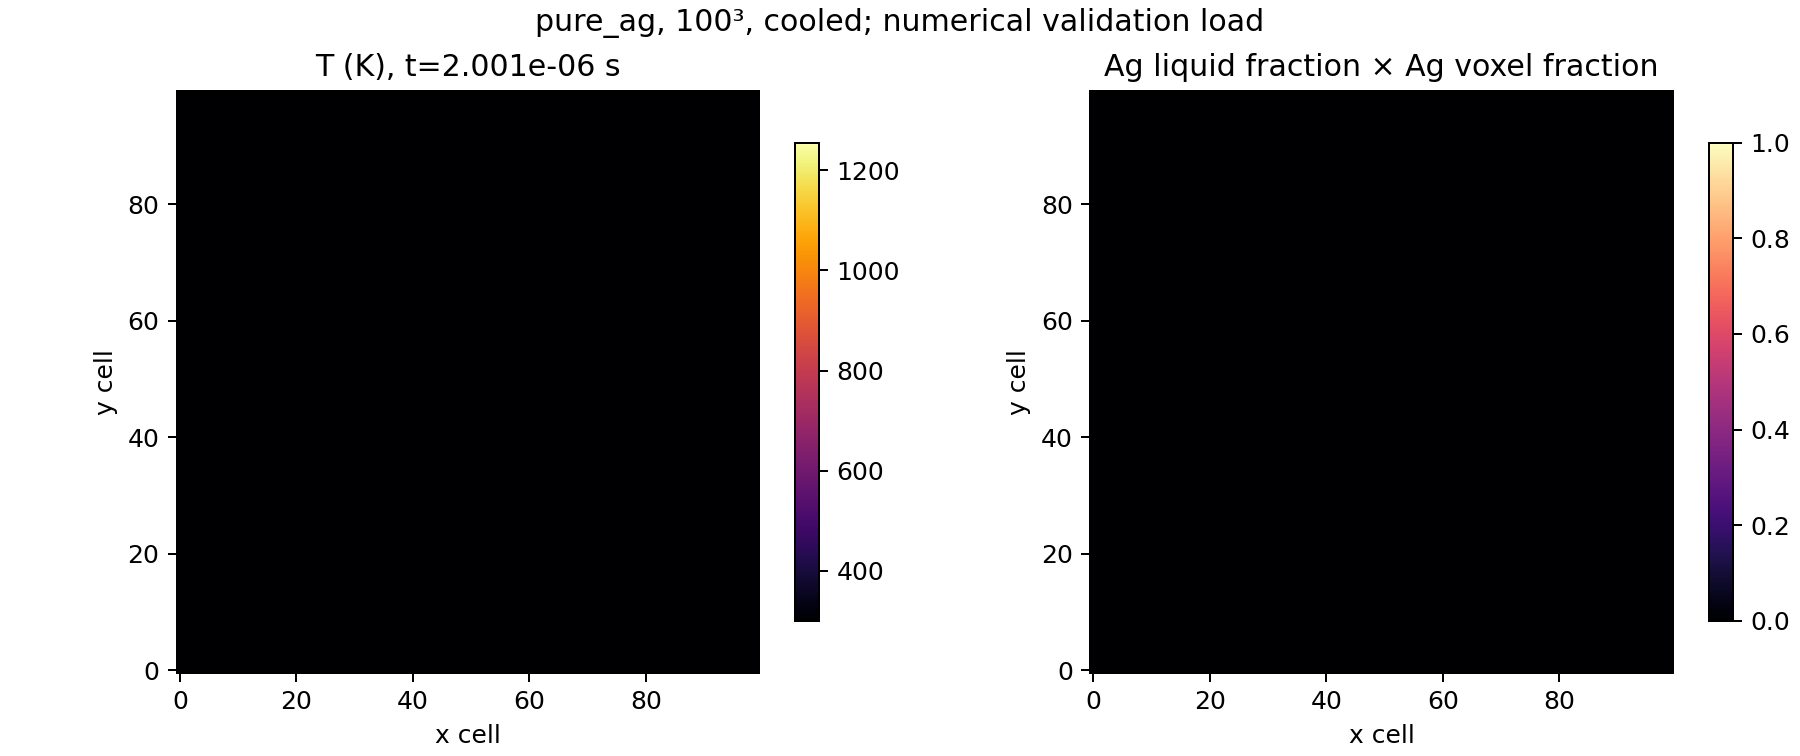 pure_ag, 100³, cooled; numerical validation load
T (K), t=2.001e-06 s
80
60
40
20
0
y cell
0 20 40 60 80
x cell
1200
1000
800
600
400
Ag liquid fraction × Ag voxel fraction
80
60
40
20
0
y cell
0 20 40 60 80
x cell
1.0
0.8
0.6
0.4
0.2
0.0